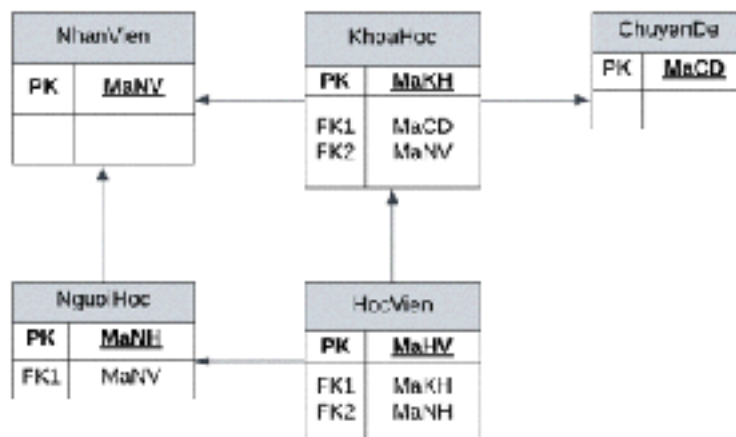 NhanVien
PK MaNV
KhoaHoc
PK MaKH
FK1 MaCD
FK2 MaNV
ChuyenDe
PK MaCD
NguoiHoc
PK MaNH
FK1 MaNV
HocVien
PK MaHV
FK1 MaKH
FK2 MaNH